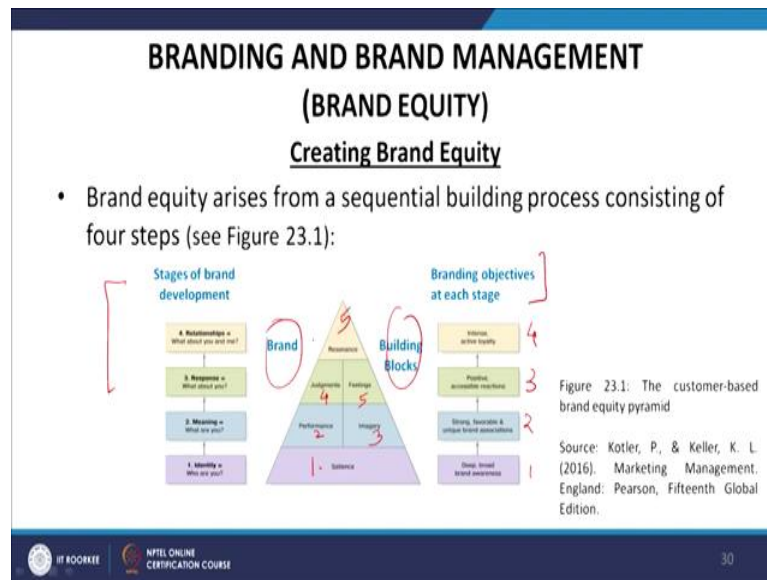 BRANDING AND BRAND MANAGEMENT
(BRAND EQUITY)
Creating Brand Equity
• Brand equity arises from a sequential building process consisting of
four steps (see Figure 23.1):
Stages of brand
development
4. Relationships =
What about you and me?
3. Response =
What about you?
2. Meaning =
What are you?
1. Identity =
Who are you?
Brand
Building
Blocks
5
Resonance
Judgments Feelings
4 5
Performance Imagery
2 3
1. Salience
Branding objectives
at each stage
Intense,
active loyalty
4
Positive,
accessible reactions
3
Strong, favorable &
unique brand associations
2
Deep, broad
brand awareness
1
Figure 23.1: The customer-based
brand equity pyramid
Source: Kotler, P., & Keller, K. L.
(2016). Marketing Management.
England: Pearson, Fifteenth Global
Edition.
IIT ROORKEE
NPTEL ONLINE
CERTIFICATION COURSE
30